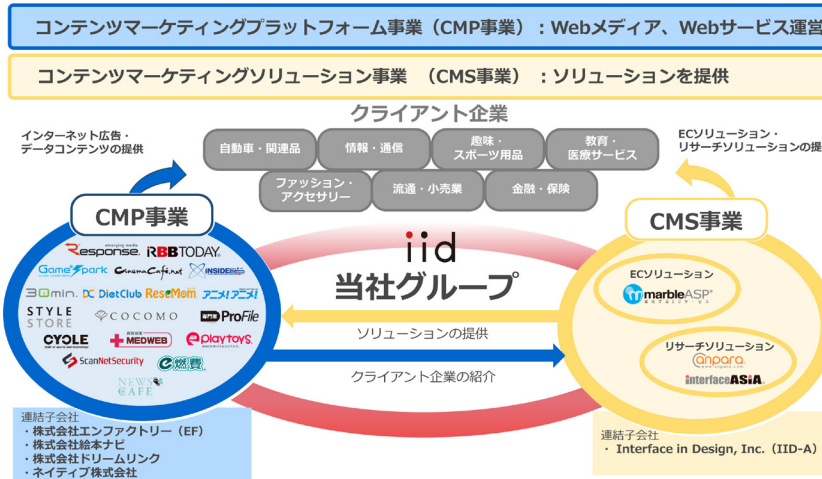 コンテンツマーケティングプラットフォーム事業（CMP事業）：Webメディア、Webサービス運営
コンテンツマーケティングソリューション事業 （CMS事業）：ソリューションを提供
クライアント企業
インターネット広告・
データコンテンツの提供
自動車・関連品
情報・通信
趣味・
スポーツ用品
教育・
医療サービス
ファッション・
アクセサリー
流通・小売業
金融・保険
ECソリューション・
リサーチソリューションの提
CMP事業
CMS事業
Response.
RBBTODAY
Game*Spark
CinemaCafe.net
INSIDE
30min.
DietClub
ReseMom
アニメ!アニメ!
STYLE
STORE
COCOMO
ProFile
CYCLE
MEDWEB
playtoys
ScanNetSecurity
e燃費
NEWS
CAFE
iid
当社グループ
ソリューションの提供
クライアント企業の紹介
ECソリューション
marbleASP
リサーチソリューション
anpara
interfaceASIA
連結子会社
・株式会社エンファクトリー（EF）
・株式会社絵本ナビ
・株式会社ドリームリンク
・ネイティブ株式会社
連結子会社
・ Interface in Design, Inc.（IID-A）